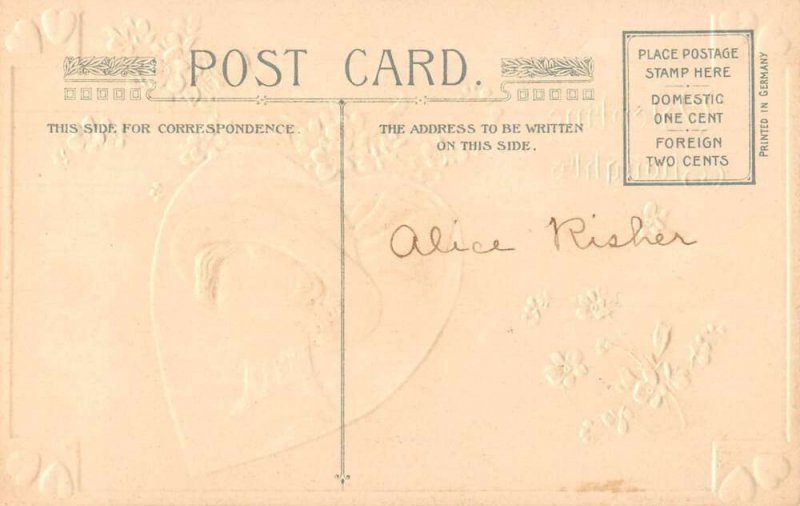 POST CARD.
THIS SIDE FOR CORRESPONDENCE.
THE ADDRESS TO BE WRITTEN
ON THIS SIDE.
PLACE POSTAGE
STAMP HERE
DOMESTIC
ONE CENT
FOREIGN
TWO CENTS
PRINTED IN GERMANY
Alice Risher